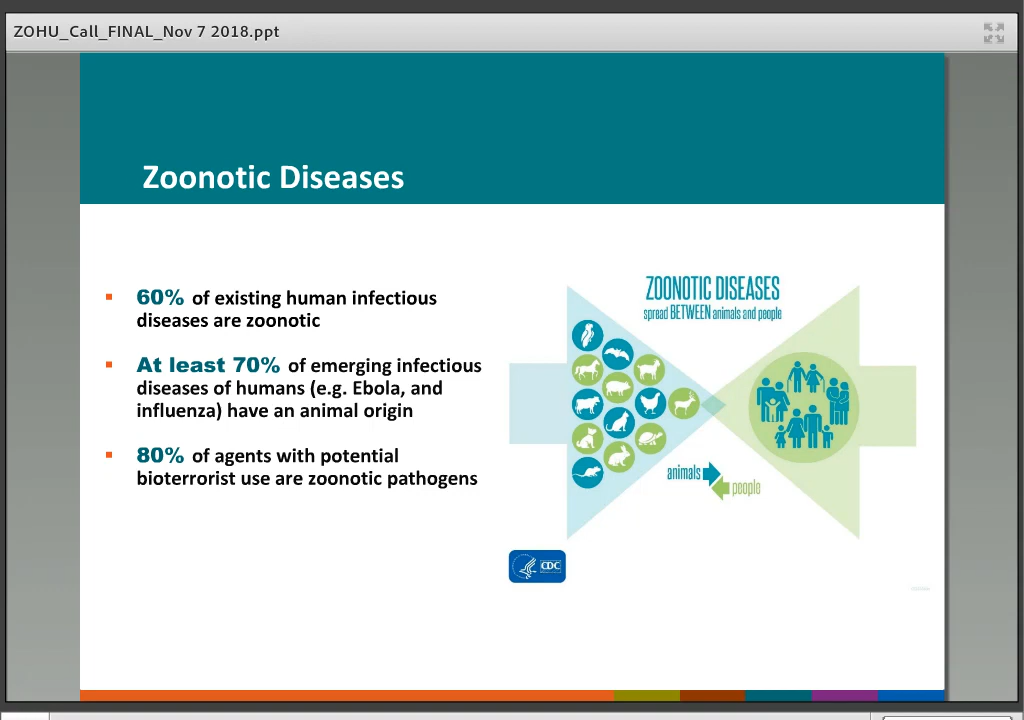 ZOHU_Call_FINAL_Nov 7 2018.ppt
Zoonotic Diseases
60% of existing human infectious
diseases are zoonotic
At least 70% of emerging infectious
diseases of humans (e.g. Ebola, and
influenza) have an animal origin
80% of agents with potential
bioterrorist use are zoonotic pathogens
ZOONOTIC DISEASES
spread BETWEEN animals and people
animals
people
CDC